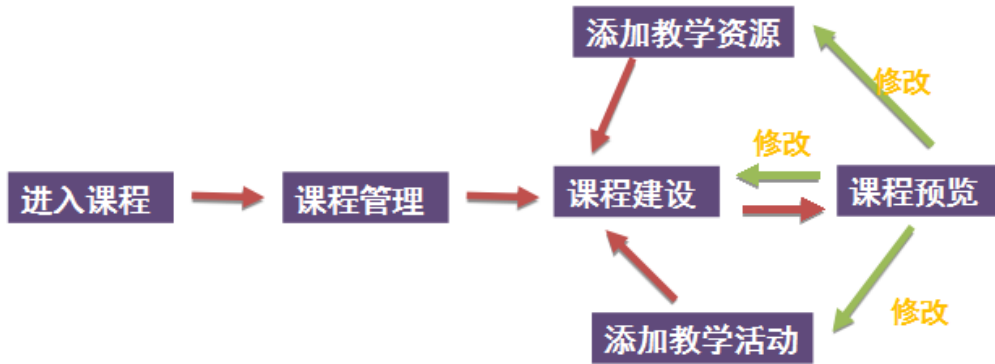 添加教学资源
修改
修改
进入课程
课程管理
课程建设
课程预览
修改
添加教学活动